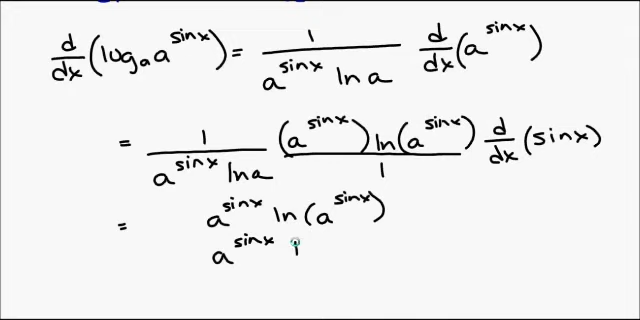 d/dx (log_a a^sinx) = 1/(a^sinx ln a) d/dx (a^sinx)
= 1/(a^sinx ln a) (a^sinx) ln(a^sinx)/1 d/dx (sinx)
= a^sinx ln(a^sinx)
a^sinx